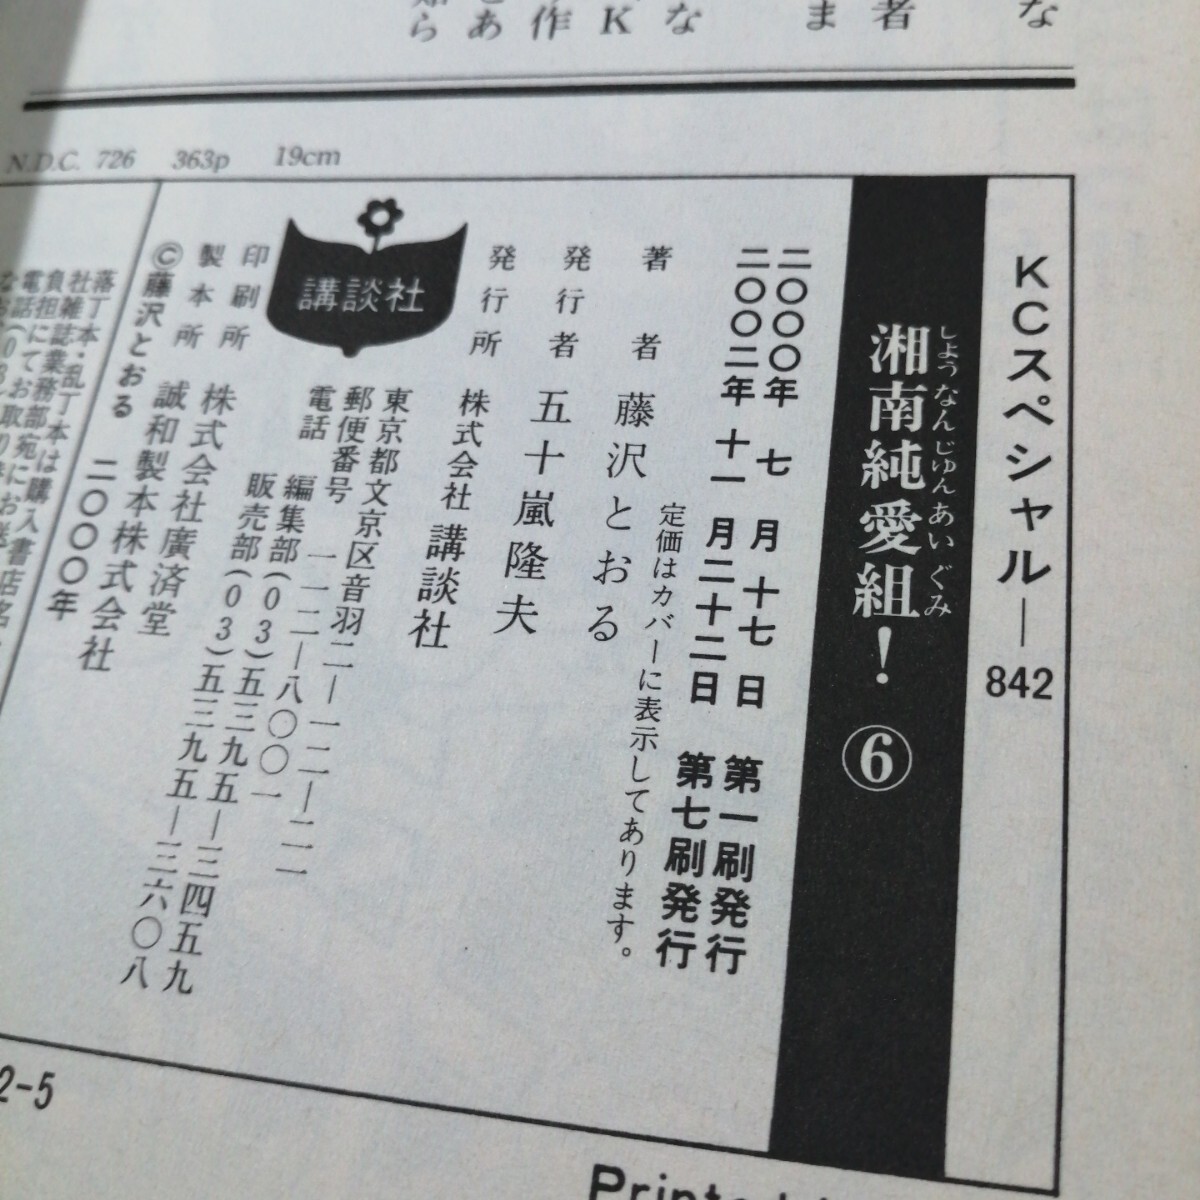 N.D.C. 726 363p 19cm
KCスペシャル―842
湘南純愛組！⑥
しょうなんじゅんあいぐみ
二〇〇〇年 七 月 十七 日 第一刷発行
二〇〇二年 十一 月二十二日 第七刷発行
定価はカバーに表示してあります。
著 者 藤沢とおる
発行者 五十嵐隆夫
発行所 株式会社 講談社
東京都文京区音羽二―一二―二一
郵便番号 一一二―八〇〇一
電話 編集部(03)五三九五―三四五九
販売部(03)五三九五―三六〇八
講談社
印刷所 株式会社廣済堂
製本所 誠和製本株式会社
©藤沢とおる 二〇〇〇年
落丁本・乱丁本は購入書店名
社雑誌業務部宛にお
負担にてお取
電話(03)
2-5